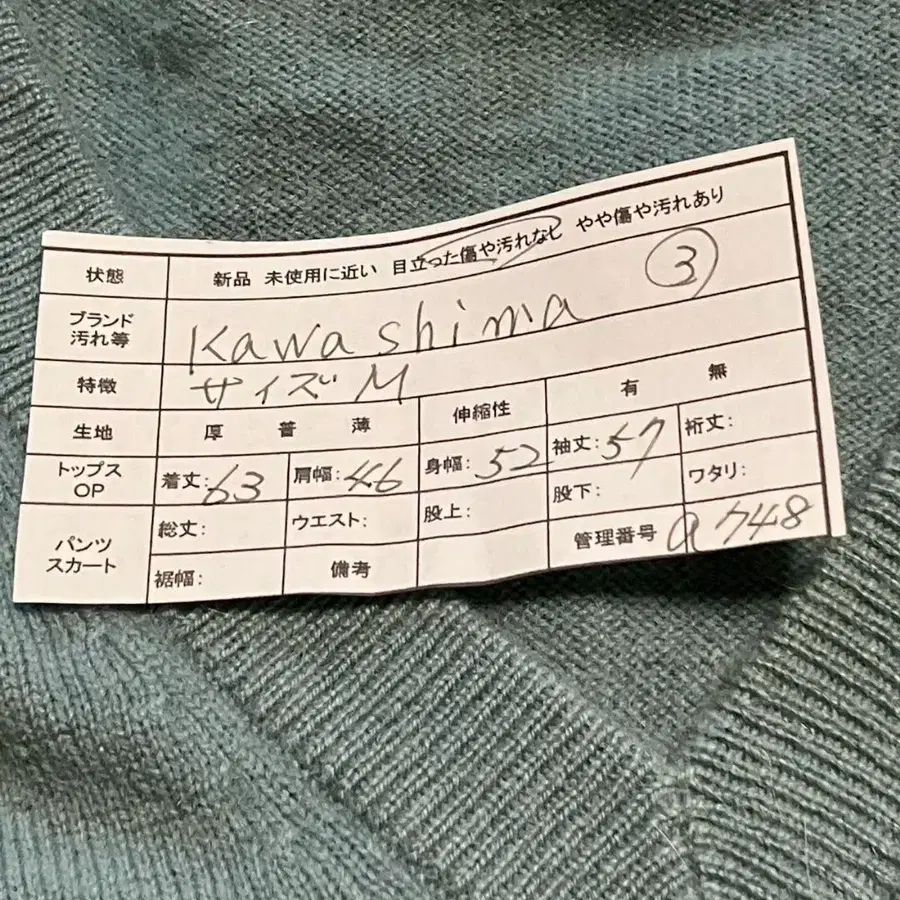 状態 新品 未使用に近い 目立った傷や汚れなし やや傷や汚れあり
ブランド 汚れ等 Kawashima ③
特徴 サイズ M
生地 厚 普 薄 伸縮性 有 無
トップス OP 着丈:63 肩幅:46 身幅:52 袖丈:57 裄丈:
パンツ スカート 総丈: ウエスト: 股上: 股下: ワタリ:
裾幅: 備考 管理番号 a748